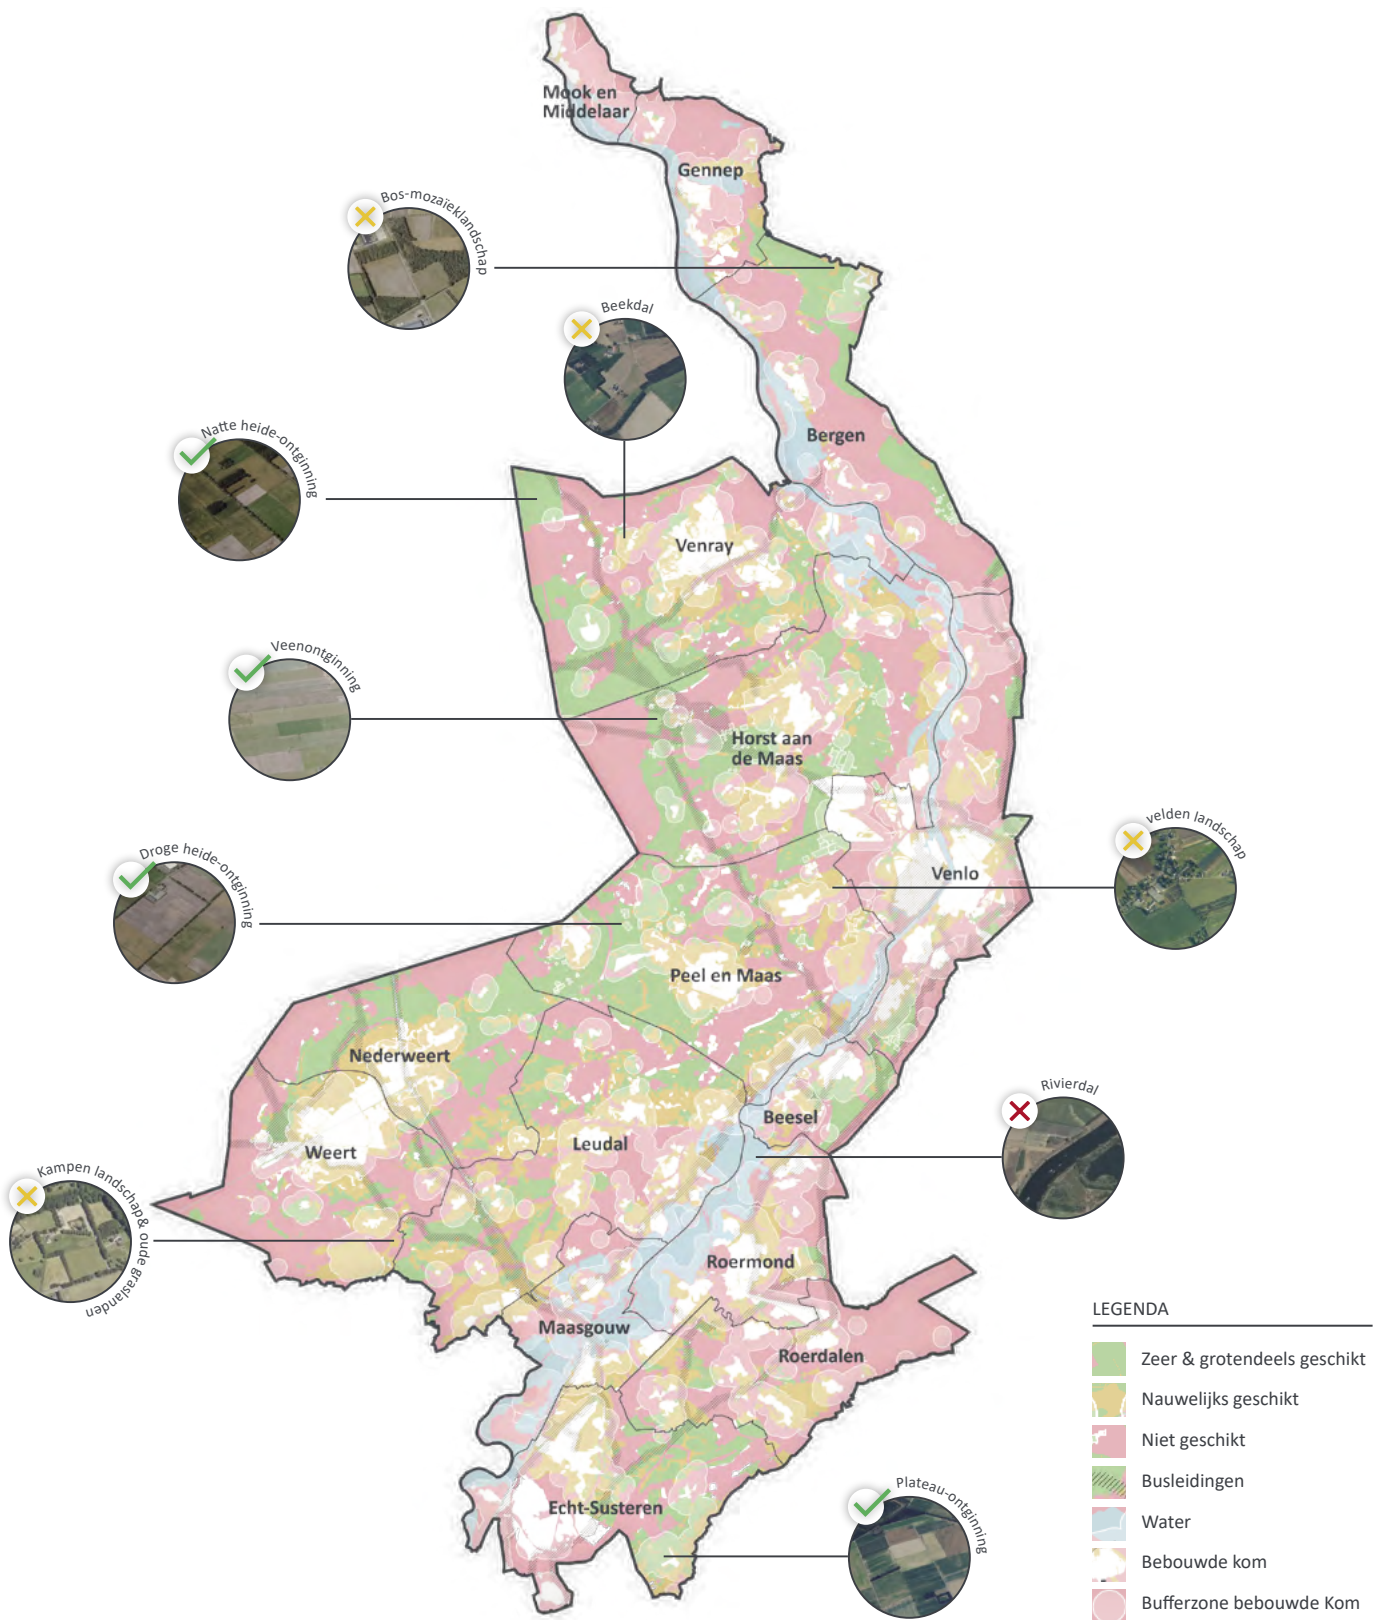 Mook en
Middelaar
Gennep
Bos-mozaïeklandschap
Beekdal
Bergen
Natte heide-ontginning
Venray
Veenontginning
Horst aan
de Maas
velden landschap
Droge heide-ontginning
Venlo
Peel en Maas
Nederweert
Rivierdal
Beesel
Leudal
Weert
Kampen landschap & oude graslanden
Roermond
Maasgouw
Roerdalen
Echt-Susteren
Plateau-ontginning
LEGENDA
Zeer & grotendeels geschikt
Nauwelijks geschikt
Niet geschikt
Busleidingen
Water
Bebouwde kom
Bufferzone bebouwde Kom